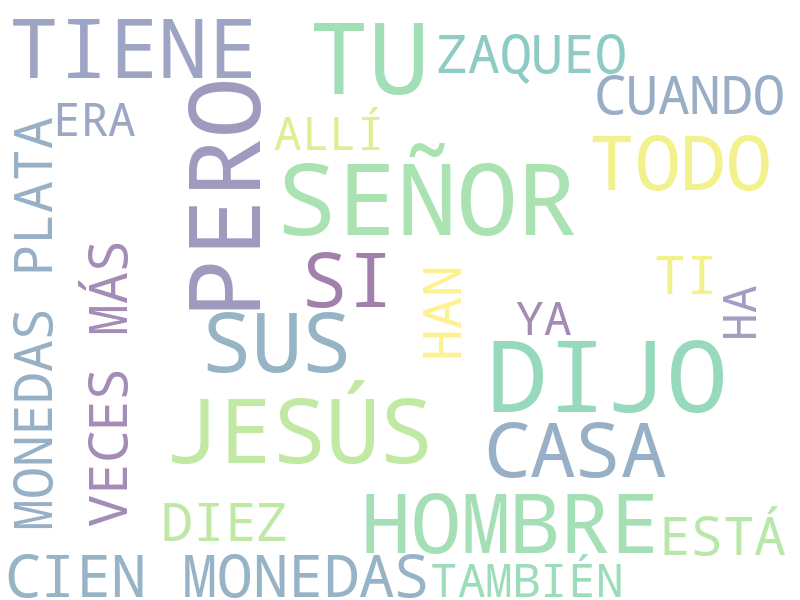 TIENE
TU
ZAQUEO
CUANDO
ERA
PERO
ALLÍ
TODO
SEÑOR
MONEDAS PLATA
VECES MÁS
SI
HAN
TI
HA
YA
SUS
DIJO
JESÚS
CASA
DIEZ
HOMBRE
ESTÁ
CIEN MONEDAS
TAMBIÉN